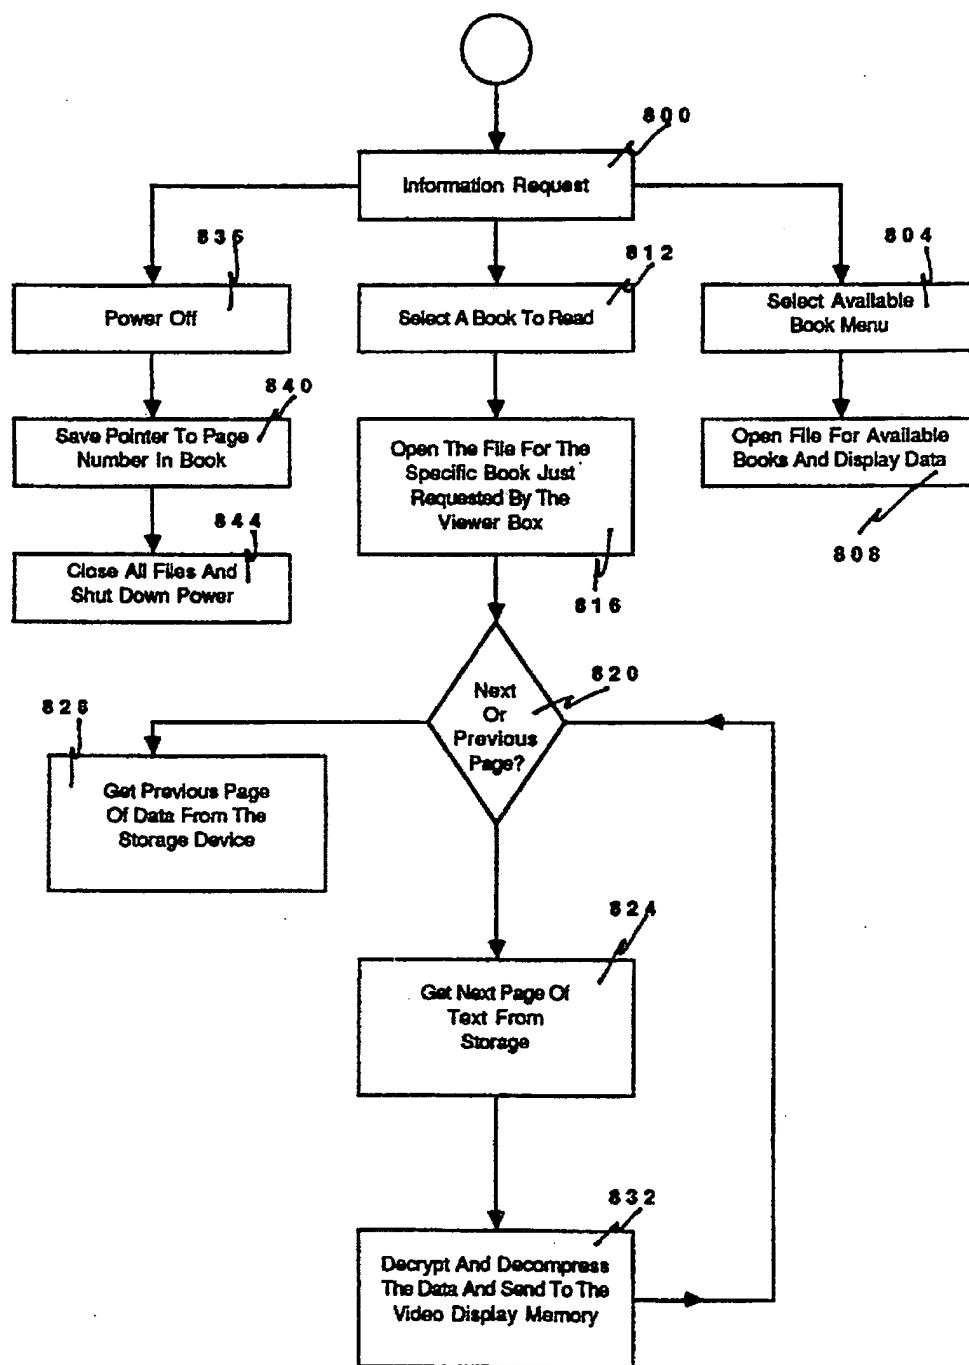 800
Information Request
836
812
804
Power Off
Select A Book To Read
Select Available
Book Menu
840
Save Pointer To Page
Number In Book
Open The File For The
Specific Book Just
Requested By The
Viewer Box
Open File For Available
Books And Display Data
844
808
Close All Files And
Shut Down Power
816
820
Next
Or
Previous
Page?
828
Get Previous Page
Of Data From The
Storage Device
824
Get Next Page Of
Text From
Storage
832
Decrypt And Decompress
The Data And Send To The
Video Display Memory